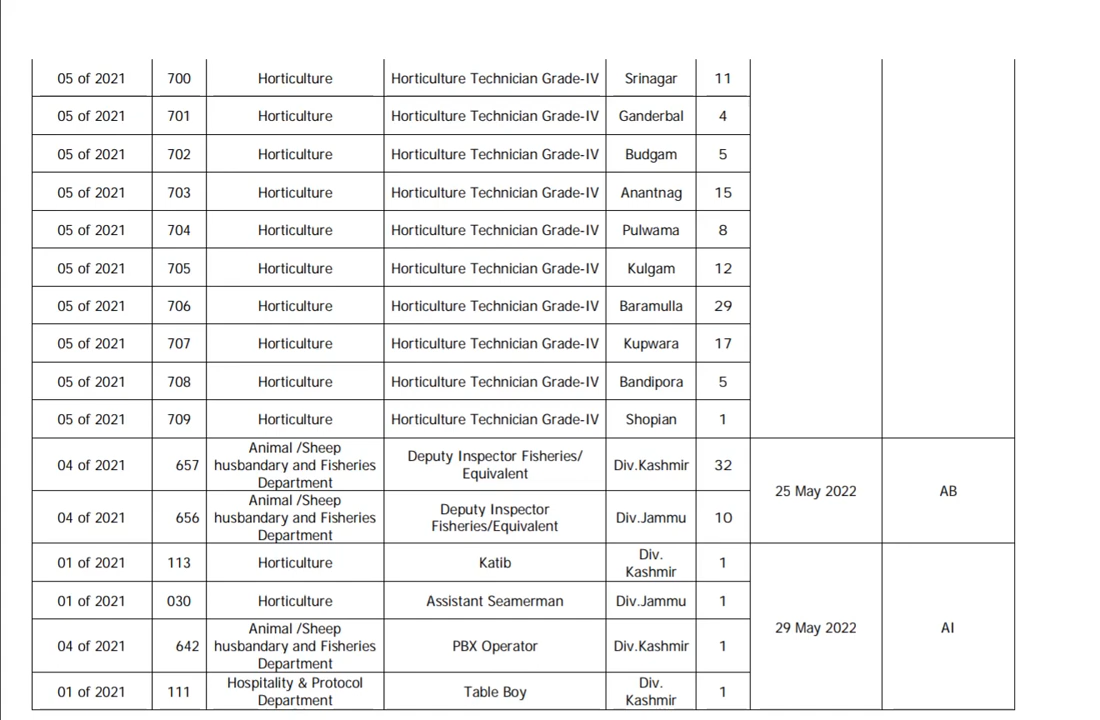 05 of 2021 700 Horticulture Horticulture Technician Grade-IV Srinagar 11
05 of 2021 701 Horticulture Horticulture Technician Grade-IV Ganderbal 4
05 of 2021 702 Horticulture Horticulture Technician Grade-IV Budgam 5
05 of 2021 703 Horticulture Horticulture Technician Grade-IV Anantnag 15
05 of 2021 704 Horticulture Horticulture Technician Grade-IV Pulwama 8
05 of 2021 705 Horticulture Horticulture Technician Grade-IV Kulgam 12
05 of 2021 706 Horticulture Horticulture Technician Grade-IV Baramulla 29
05 of 2021 707 Horticulture Horticulture Technician Grade-IV Kupwara 17
05 of 2021 708 Horticulture Horticulture Technician Grade-IV Bandipora 5
05 of 2021 709 Horticulture Horticulture Technician Grade-IV Shopian 1
04 of 2021 657
Animal /Sheep
husbandary and Fisheries
Department
Deputy Inspector Fisheries/
Equivalent
Div.Kashmir 32
25 May 2022 AB
04 of 2021 656
Animal /Sheep
husbandary and Fisheries
Department
Deputy Inspector
Fisheries/Equivalent
Div.Jammu 10
01 of 2021 113 Horticulture Katib
Div.
Kashmir
1
29 May 2022 AI
01 of 2021 030 Horticulture Assistant Seamerman Div.Jammu 1
04 of 2021 642
Animal /Sheep
husbandary and Fisheries
Department
PBX Operator Div.Kashmir 1
01 of 2021 111
Hospitality & Protocol
Department
Table Boy
Div.
Kashmir
1